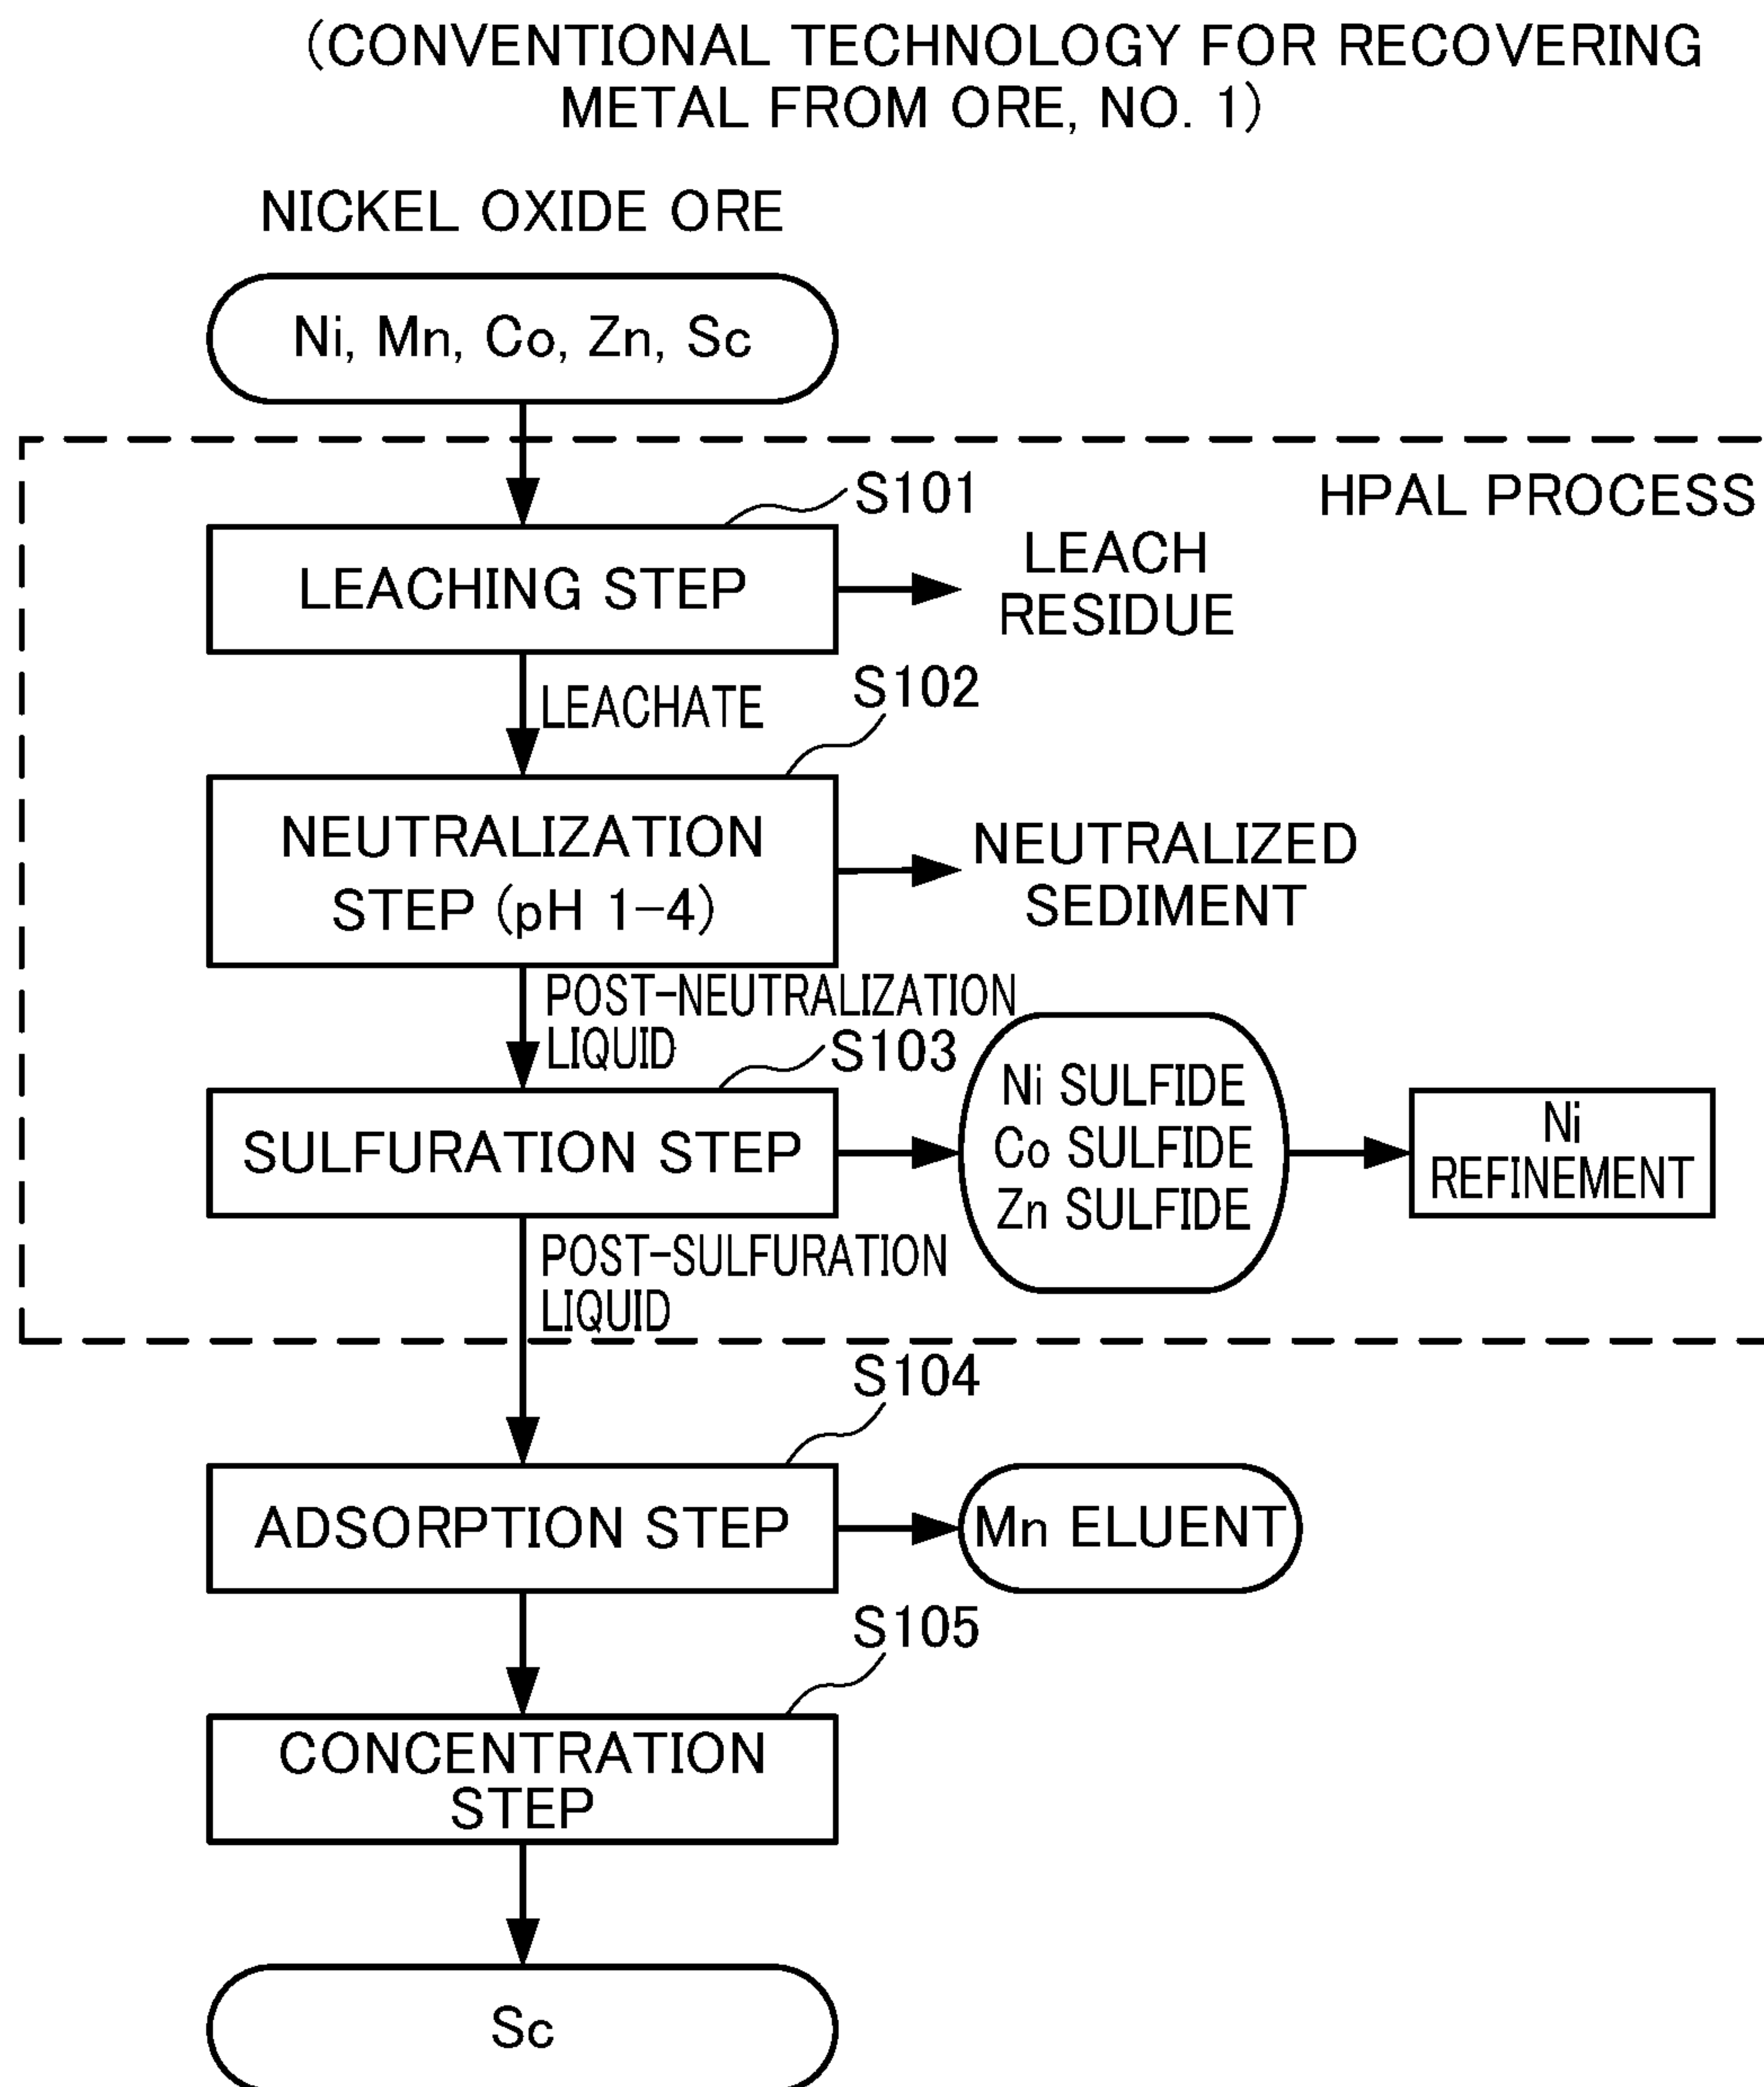 (CONVENTIONAL TECHNOLOGY FOR RECOVERING
METAL FROM ORE, NO. 1)
NICKEL OXIDE ORE
Ni, Mn, Co, Zn, Sc
HPAL PROCESS
S101
LEACHING STEP
LEACH
RESIDUE
LEACHATE
S102
NEUTRALIZATION
STEP (pH 1-4)
NEUTRALIZED
SEDIMENT
POST-NEUTRALIZATION
LIQUID
S103
SULFURATION STEP
Ni SULFIDE
Co SULFIDE
Zn SULFIDE
Ni
REFINEMENT
POST-SULFURATION
LIQUID
S104
ADSORPTION STEP
Mn ELUENT
S105
CONCENTRATION
STEP
Sc